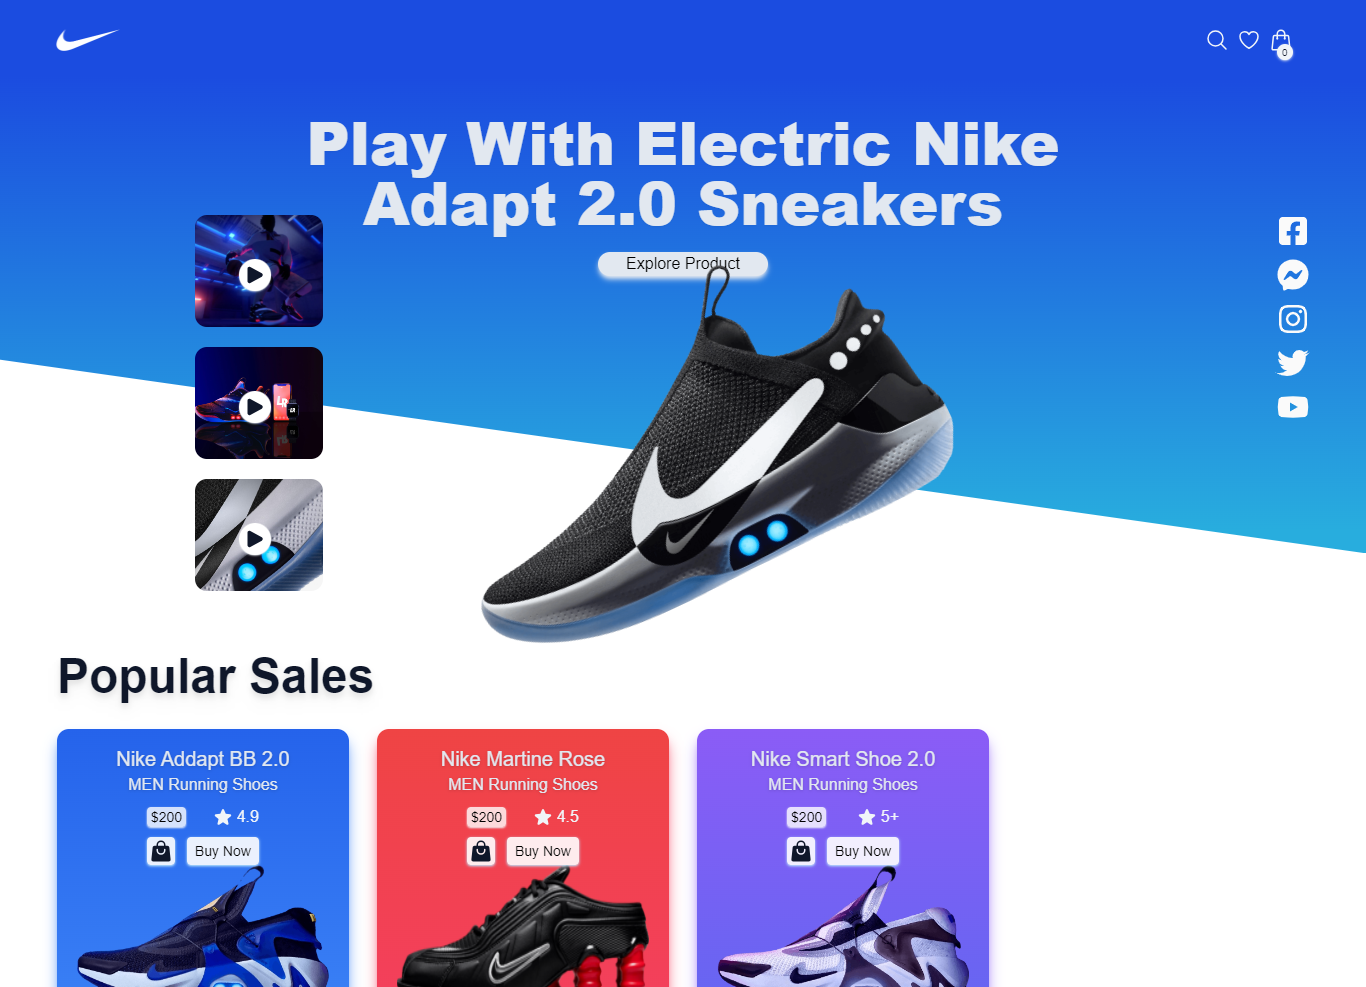 0
Play With Electric Nike
Adapt 2.0 Sneakers
Explore Product
LR
Popular Sales
Nike Addapt BB 2.0
MEN Running Shoes
$200
4.9
Buy Now
Nike Martine Rose
MEN Running Shoes
$200
4.5
Buy Now
Nike Smart Shoe 2.0
MEN Running Shoes
$200
5+
Buy Now